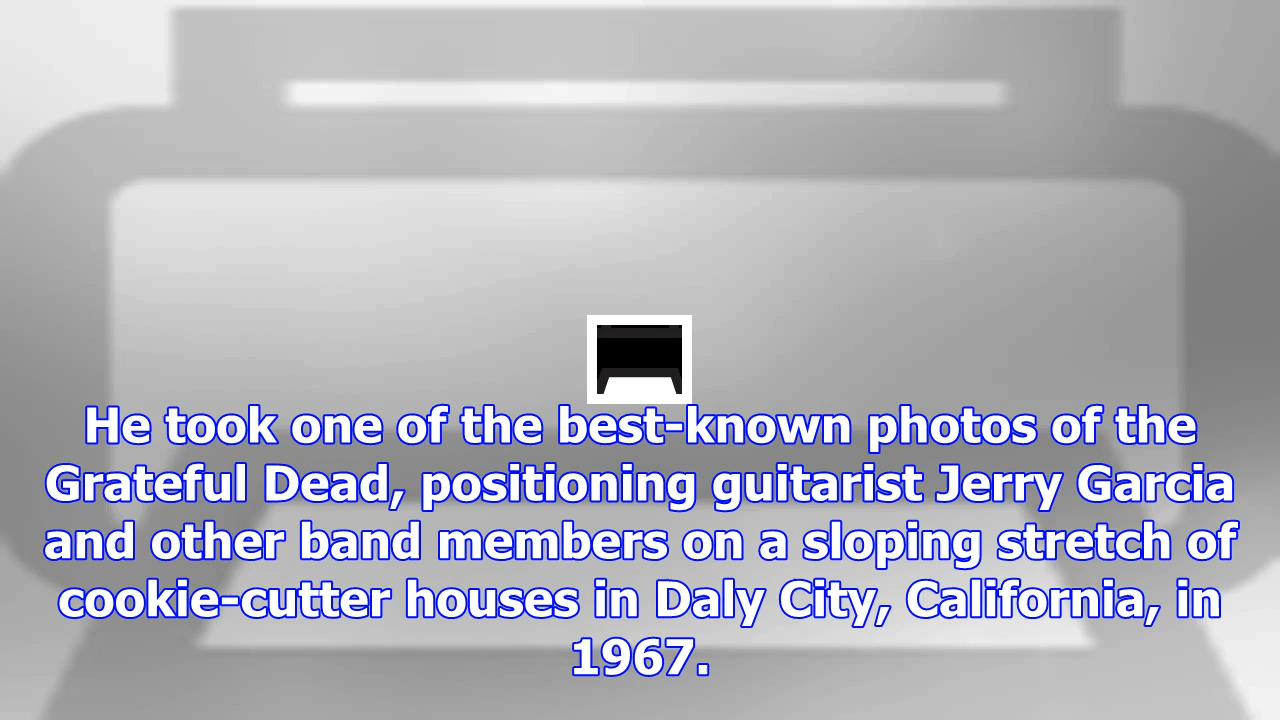 He took one of the best-known photos of the
Grateful Dead, positioning guitarist Jerry Garcia
and other band members on a sloping stretch of
cookie-cutter houses in Daly City, California, in
1967.